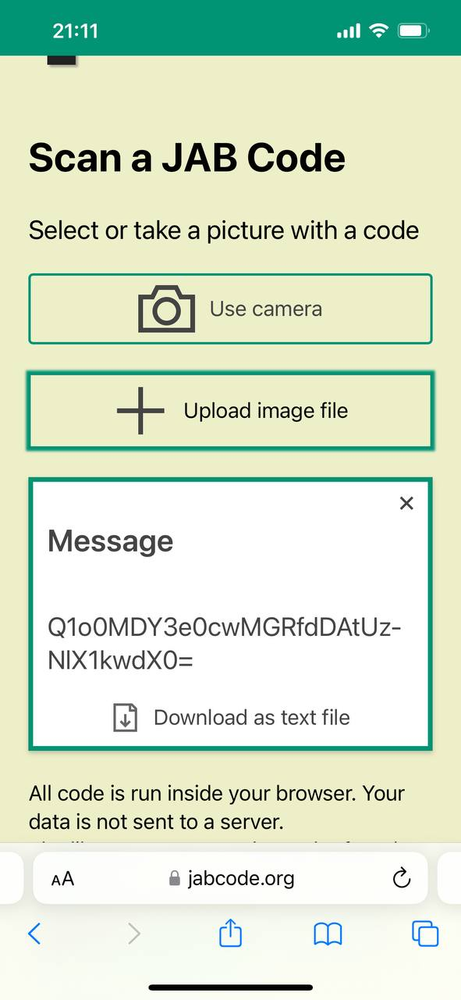 21:11
Scan a JAB Code
Select or take a picture with a code
Use camera
Upload image file
×
Message
Q1o0MDY3e0cwMGRfdDAtUz-
NlX1kwdX0=
Download as text file
All code is run inside your browser. Your
data is not sent to a server.
AA
jabcode.org